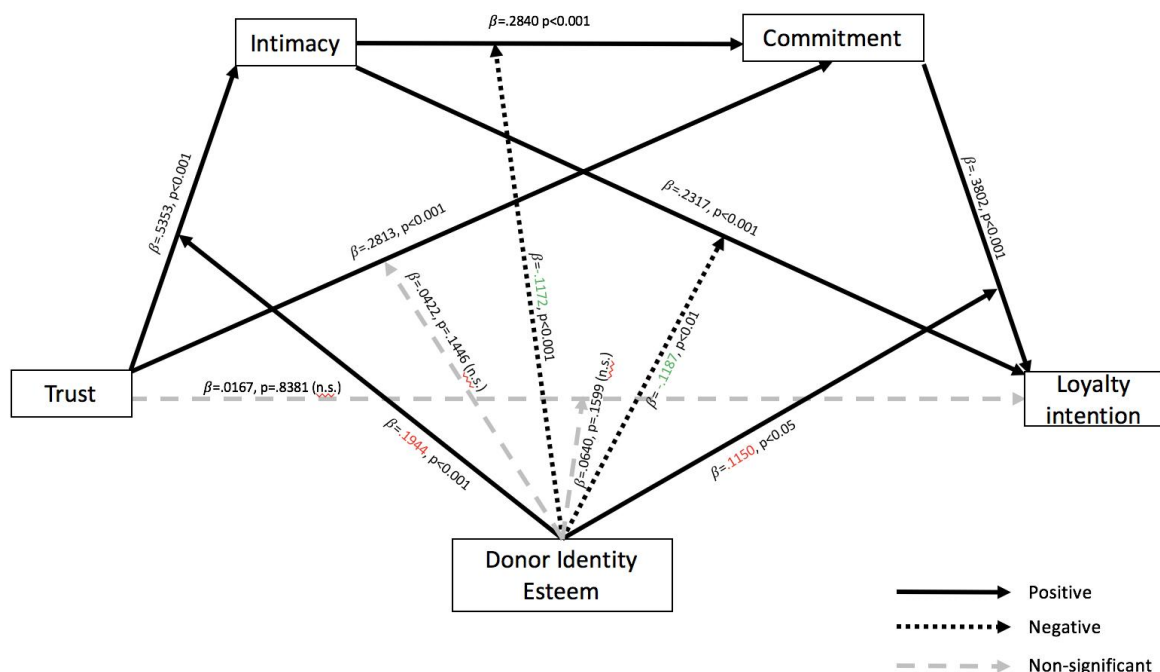 β=.2840 p<0.001
Intimacy
Commitment
β=.5353, p<0.001
β=.2813, p<0.001
β=.2317, p<0.001
β=.3802, p<0.001
β=.0422, p=.1446 (n.s.)
β=-.1172, p<0.001
β= -.1187, p<0.01
β=.0640, p=.1599 (n.s.)
Trust
β=.0167, p=.8381 (n.s.)
Loyalty
intention
β=.1944, p<0.001
β=.1150, p<0.05
Donor Identity
Esteem
Positive
Negative
Non-significant